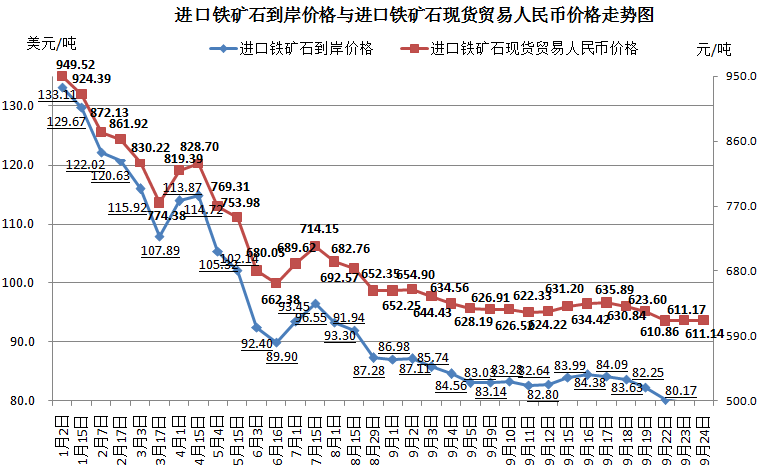 进口铁矿石到岸价格与进口铁矿石现货贸易人民币价格走势图
美元/吨
进口铁矿石到岸价格
进口铁矿石现货贸易人民币价格
元/吨
130.0
120.0
110.0
100.0
90.0
80.0
950.0
860.0
770.0
680.0
590.0
500.0
949.52
924.39
872.13
861.92
830.22
774.38
819.39
828.70
769.31
753.98
680.05
662.38
689.62
714.15
692.57
682.76
652.35
652.25
654.90
644.43
634.56
628.19
626.91
626.52
622.33
624.22
631.20
634.42
635.89
630.84
623.60
610.86
611.17
611.14
133.11
129.67
122.02
120.63
115.92
107.89
113.87
114.72
105.32
102.14
92.40
89.90
93.45
96.55
93.30
91.94
87.28
86.98
87.11
85.74
84.56
83.03
83.14
83.28
82.64
82.80
83.99
84.38
84.09
83.63
82.25
80.17
1月2日
1月15日
2月7日
2月17日
3月3日
3月17日
4月1日
4月15日
5月4日
5月15日
6月3日
6月16日
7月1日
7月15日
8月1日
8月15日
8月29日
9月1日
9月2日
9月3日
9月4日
9月5日
9月9日
9月10日
9月11日
9月12日
9月15日
9月16日
9月17日
9月18日
9月19日
9月22日
9月23日
9月24日